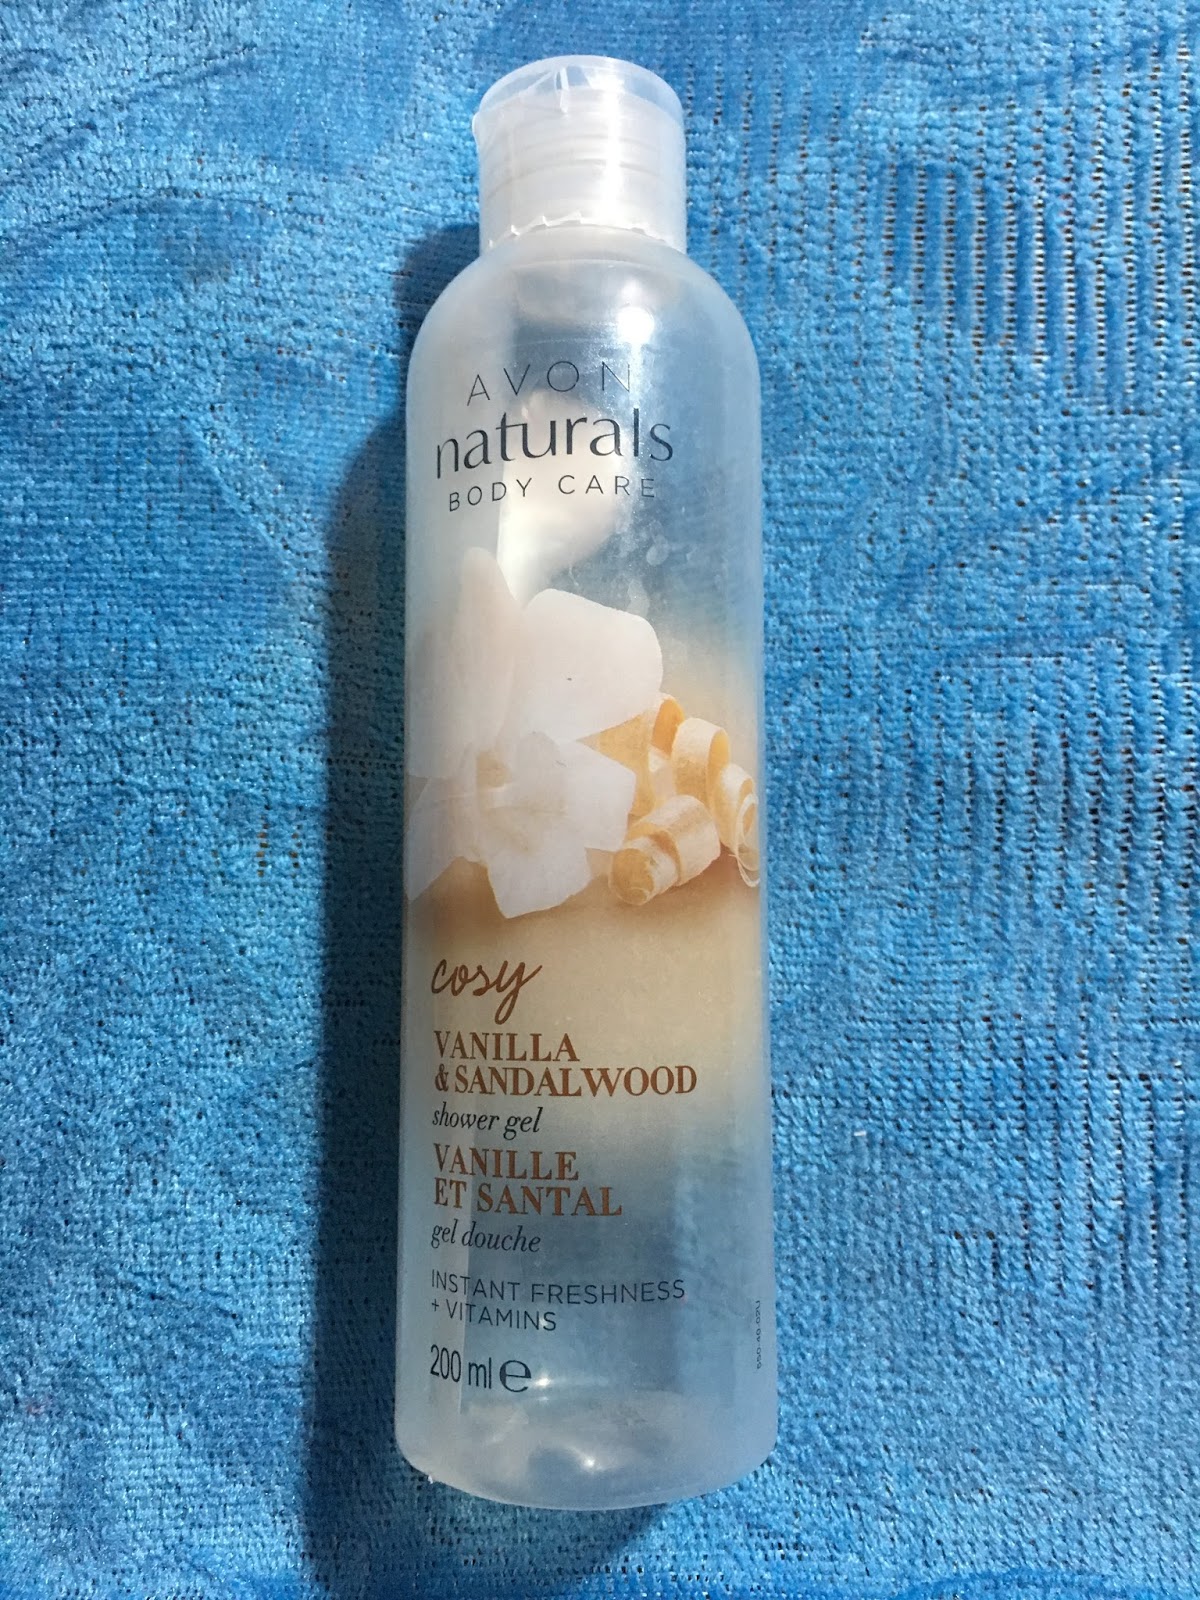 AVON
naturals
BODY CARE
cosy
VANILLA
& SANDALWOOD
shower gel
VANILLE
ET SANTAL
gel douche
INSTANT FRESHNESS
+ VITAMINS
200 ml e